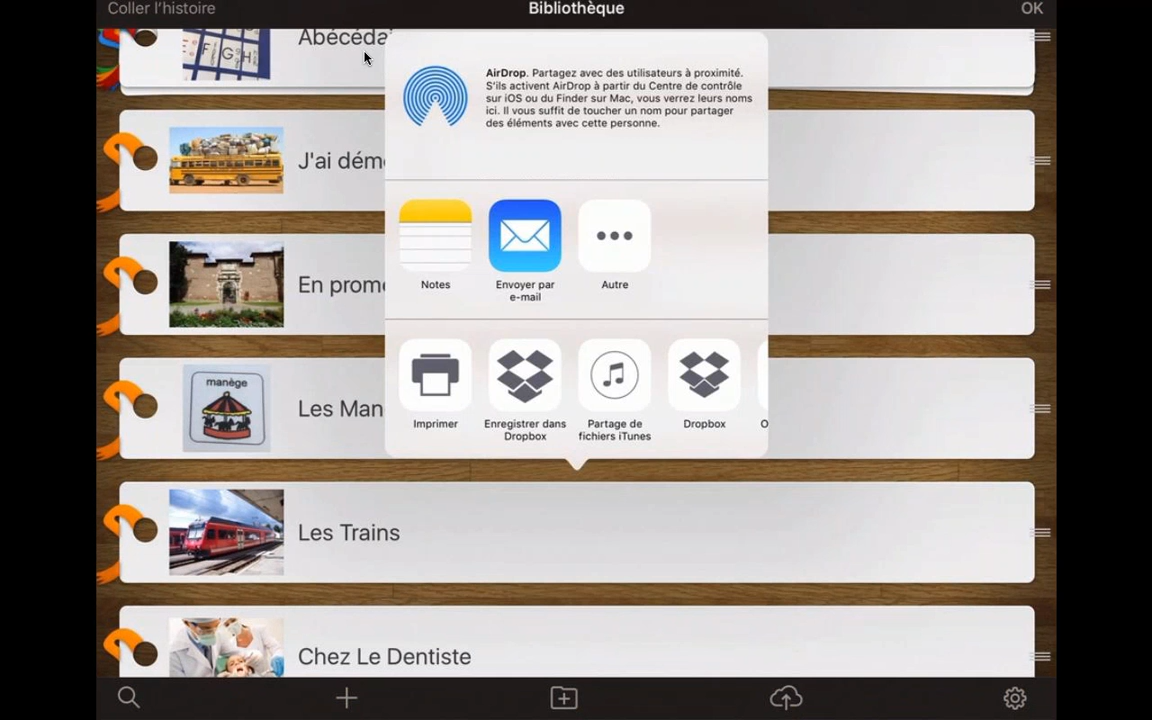 Coller l'histoire
Bibliothèque
OK
F G H
Abécéda
AirDrop. Partagez avec des utilisateurs à proximité.
S'ils activent AirDrop à partir du Centre de contrôle
sur iOS ou du Finder sur Mac, vous verrez leurs noms
ici. Il vous suffit de toucher un nom pour partager
des éléments avec cette personne.
J'ai dém
Notes
Envoyer par
e-mail
Autre
En prom
manège
Les Man
Imprimer
Enregistrer dans
Dropbox
Partage de
fichiers iTunes
Dropbox
Les Trains
Chez Le Dentiste